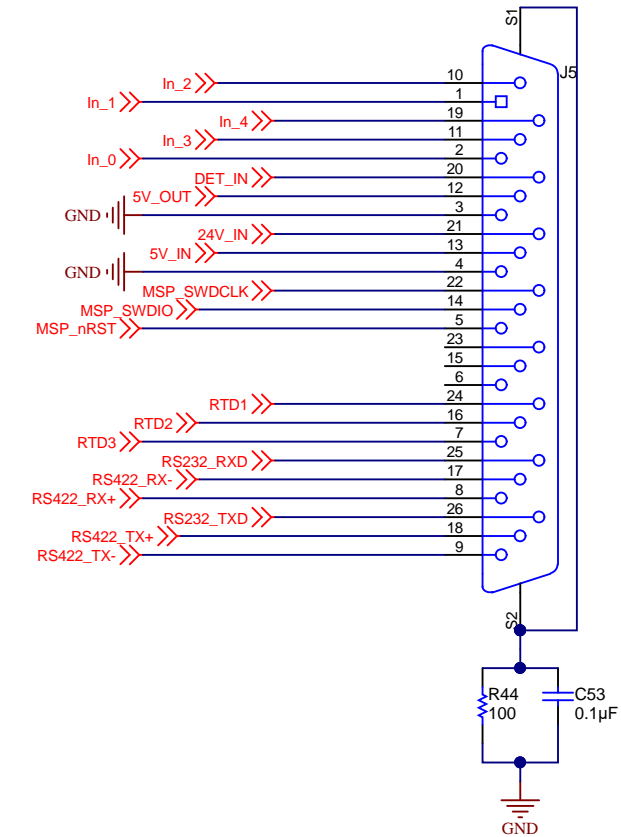 S1
J5
In_2 10
In_1 1
In_4 19
In_3 11
In_0 2
DET_IN 20
5V_OUT 12
GND 3
24V_IN 21
5V_IN 13
GND 4
MSP_SWDCLK 22
MSP_SWDIO 14
MSP_nRST 5
23
15
6
RTD1 24
RTD2 16
RTD3 7
RS232_RXD 25
RS422_RX- 17
RS422_RX+ 8
RS232_TXD 26
RS422_TX+ 18
RS422_TX- 9
S2
R44 C53
100 0.1µF
GND